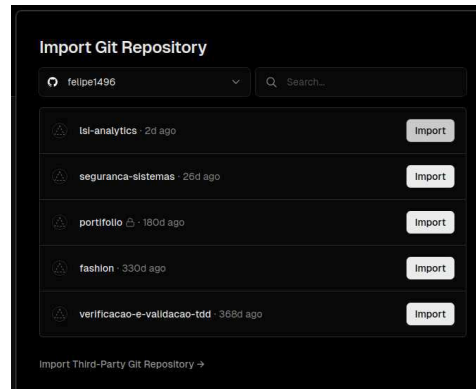 Import Git Repository
felipe1496
Search...
lsi-analytics · 2d ago
Import
seguranca-sistemas · 26d ago
Import
portifolio · 180d ago
Import
fashion · 330d ago
Import
verificacao-e-validacao-tdd · 368d ago
Import
Import Third-Party Git Repository →